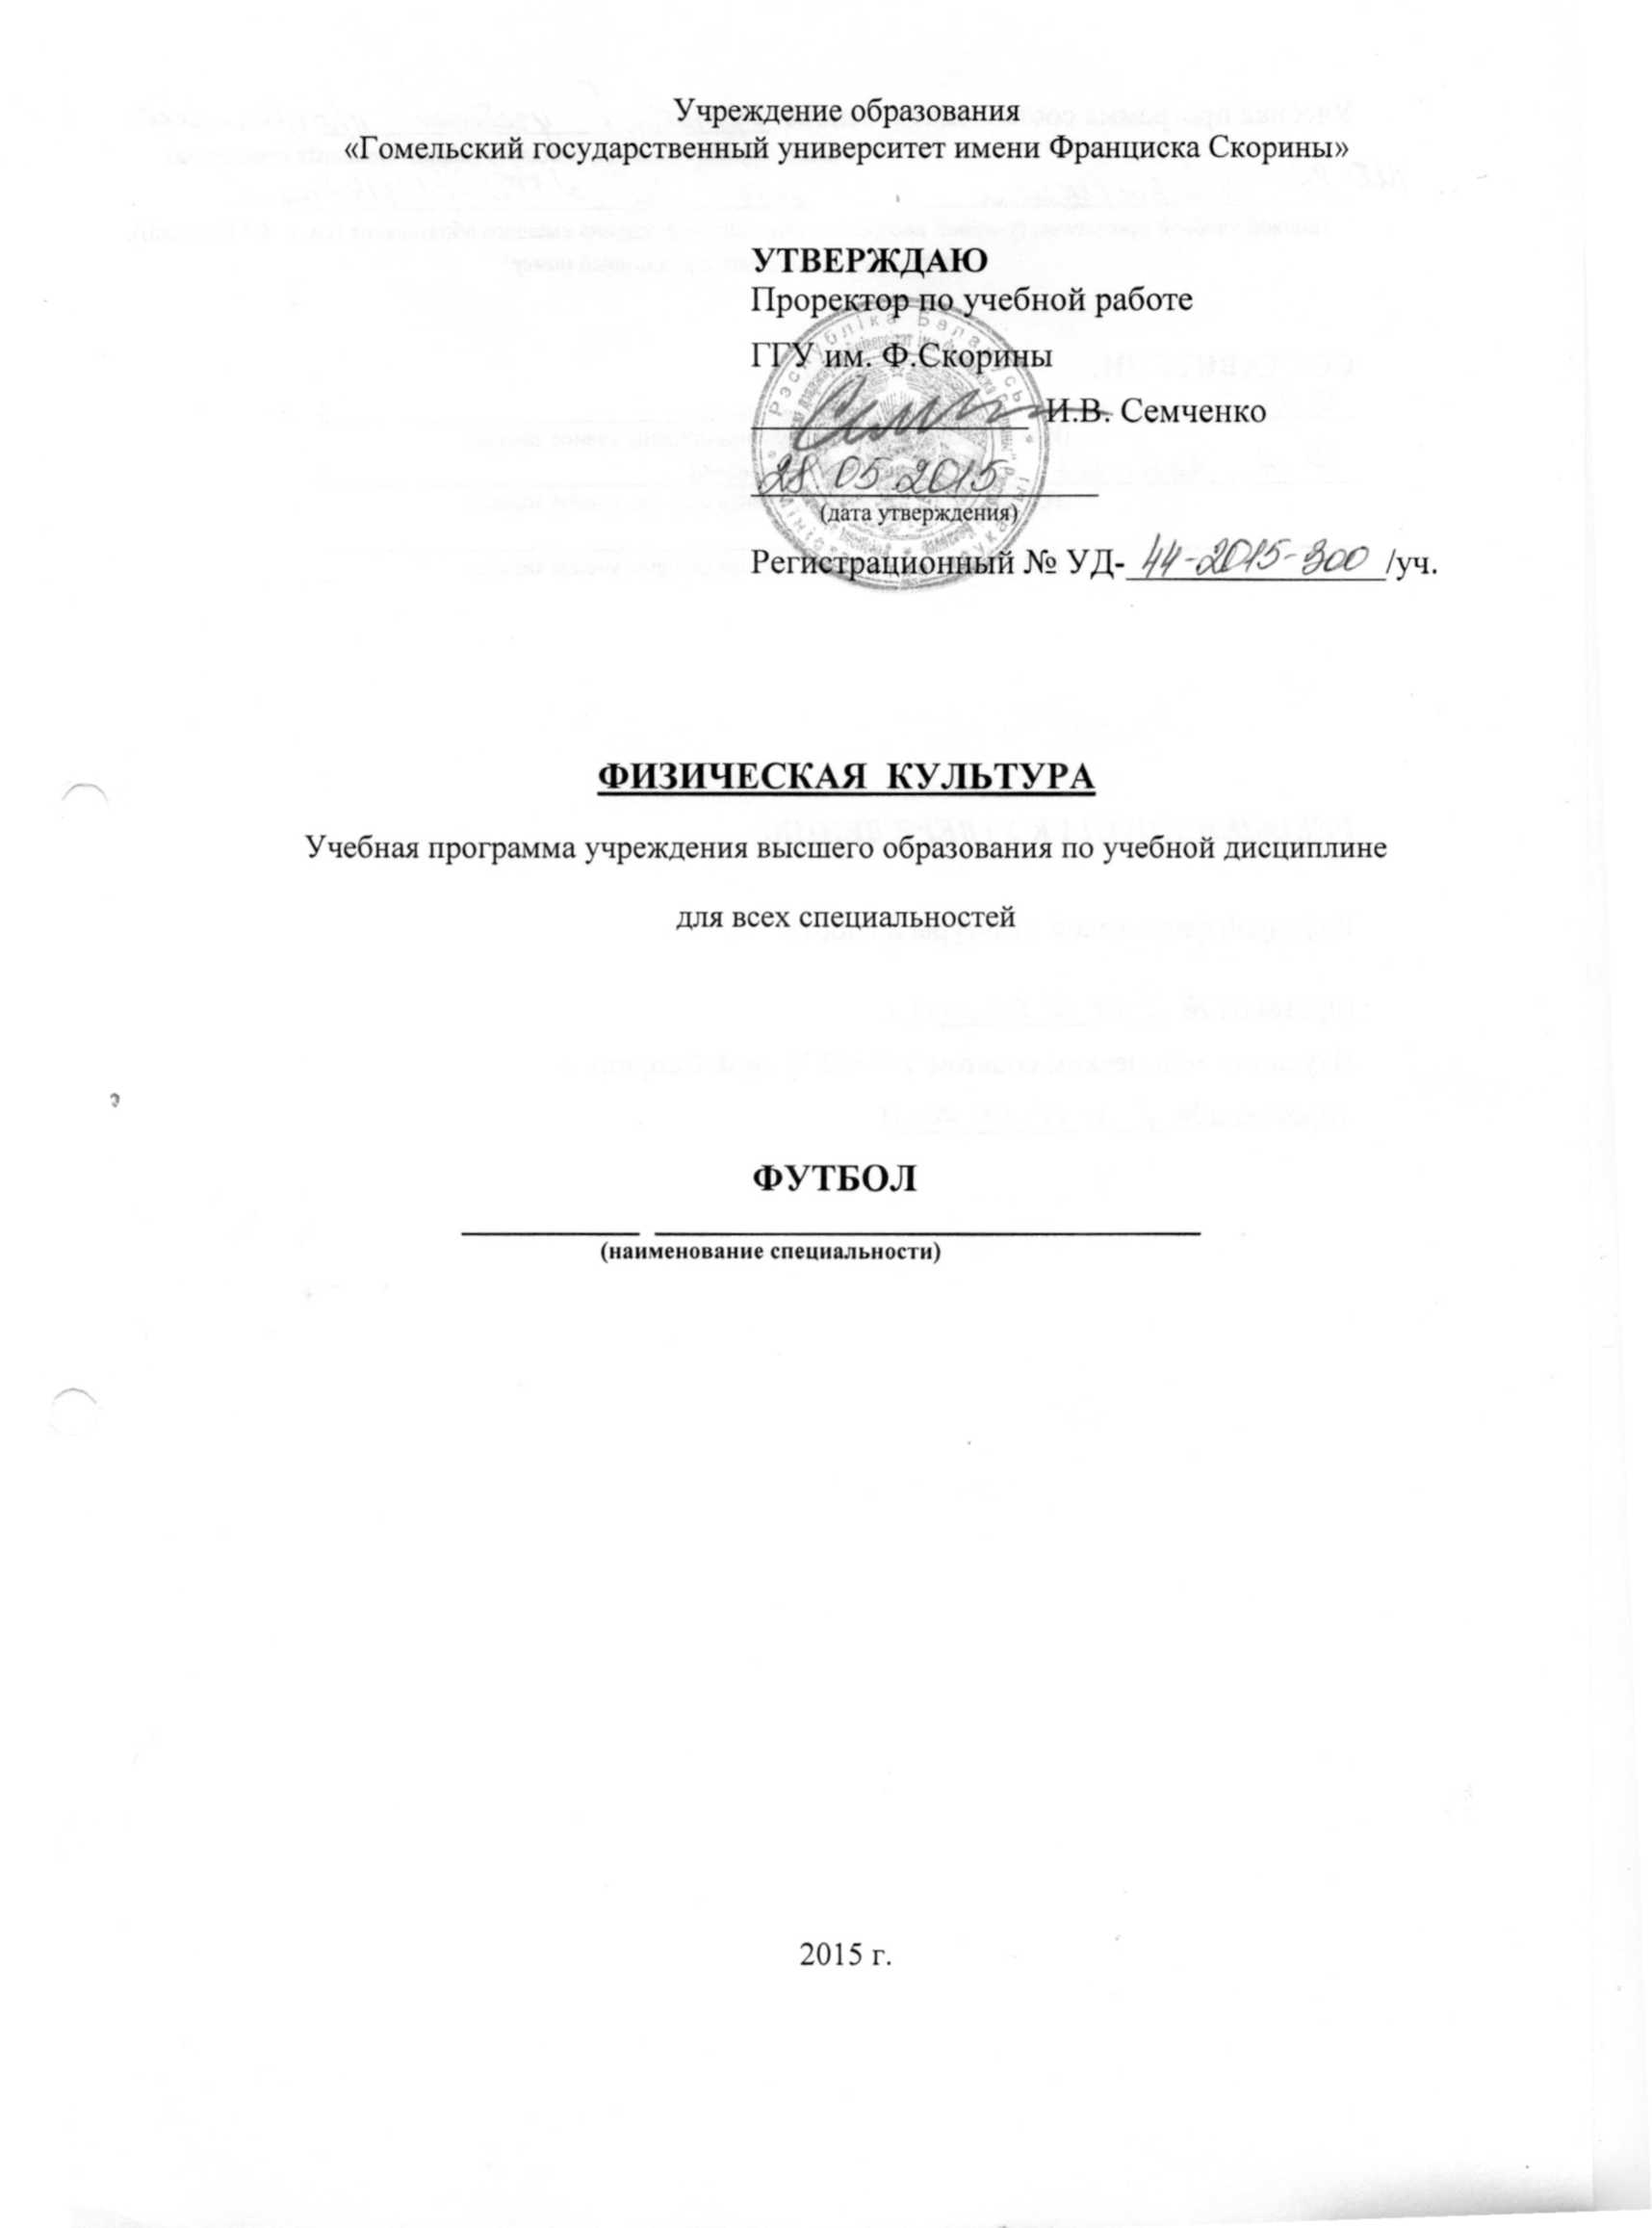 Учреждение образования
«Гомельский государственный университет имени Франциска Скорины»
УТВЕРЖДАЮ
Проректор по учебной работе
ГГУ им. Ф.Скорины
И.В. Семченко
28.05.2015
(дата утверждения)
Регистрационный № УД-44-2015-300/уч.
ФИЗИЧЕСКАЯ КУЛЬТУРА
Учебная программа учреждения высшего образования по учебной дисциплине
для всех специальностей
ФУТБОЛ
(наименование специальности)
2015 г.